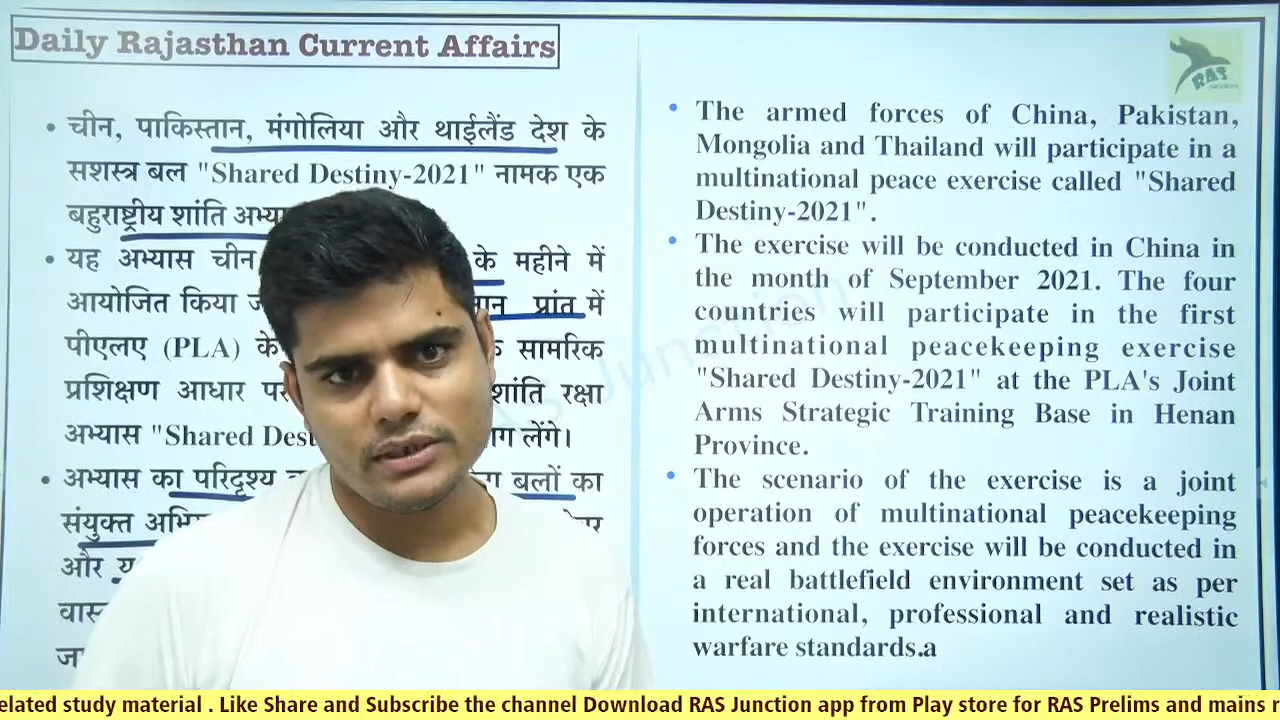 Daily Rajasthan Current Affairs
RAS
Junction
• चीन, पाकिस्तान, मंगोलिया और थाईलैंड देश के
सशस्त्र बल "Shared Destiny-2021" नामक एक
बहुराष्ट्रीय शांति
• यह अभ्यास चीन के महीने में
आयोजित किया प्रांत में
पीएलए (PLA) के सामरिक
प्रशिक्षण आधार शांति रक्षा
अभ्यास "Shared लेंगे।
• अभ्यास का परिदृश्य बलों का
संयुक्त
और
• The armed forces of China, Pakistan,
Mongolia and Thailand will participate in a
multinational peace exercise called "Shared
Destiny-2021".
• The exercise will be conducted in China in
the month of September 2021. The four
countries will participate in the first
multinational peacekeeping exercise
"Shared Destiny-2021" at the PLA's Joint
Arms Strategic Training Base in Henan
Province.
• The scenario of the exercise is a joint
operation of multinational peacekeeping
forces and the exercise will be conducted in
a real battlefield environment set as per
international, professional and realistic
warfare standards.a
elated study material . Like Share and Subscribe the channel Download RAS Junction app from Play store for RAS Prelims and mains